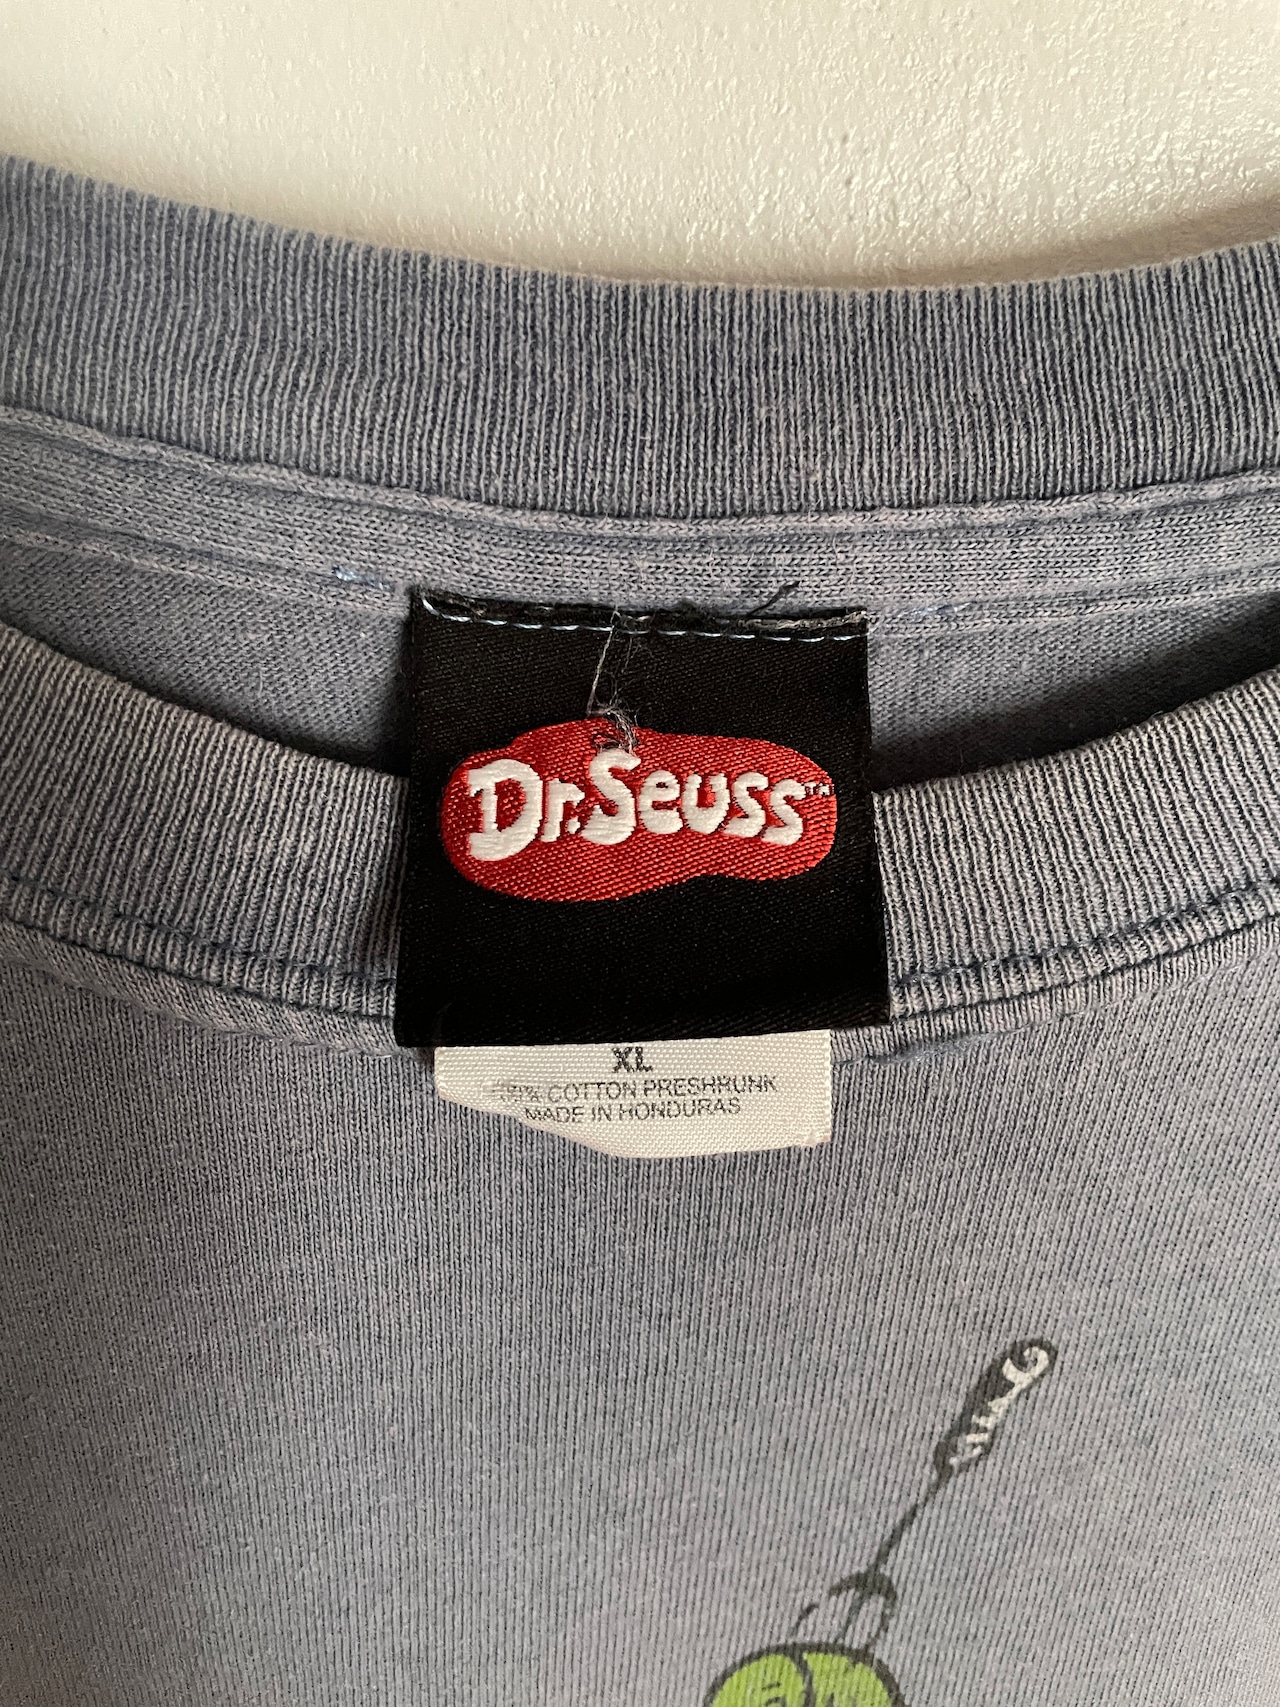 Dr. Seuss™
XL
COTTON PRESHRUNK
MADE IN HONDURAS